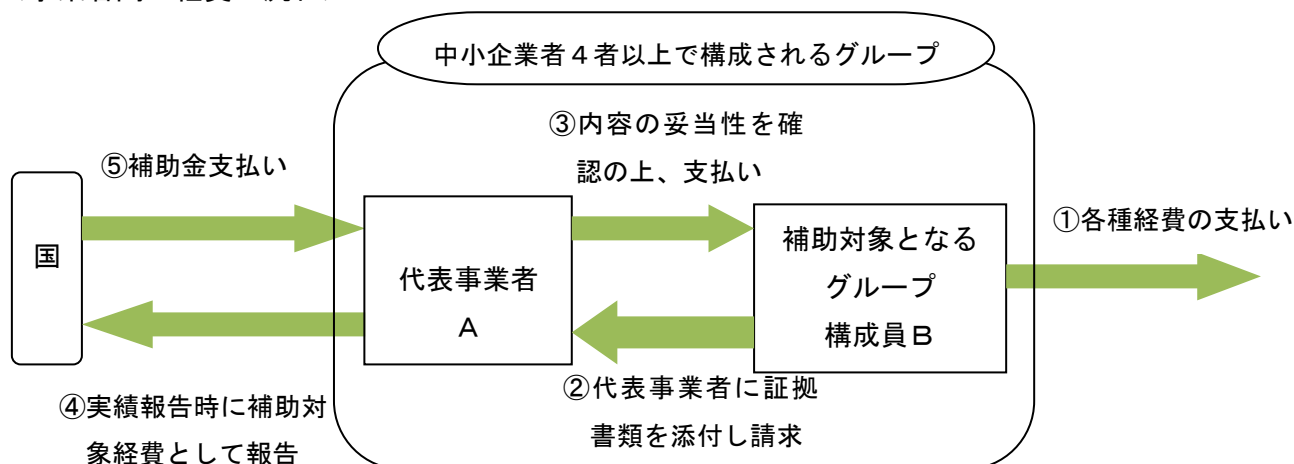 中小企業者４者以上で構成されるグループ
③内容の妥当性を確
認の上、支払い
⑤補助金支払い
国
代表事業者
Ａ
補助対象となる
グループ
構成員Ｂ
①各種経費の支払い
②代表事業者に証拠
書類を添付し請求
④実績報告時に補助対
象経費として報告